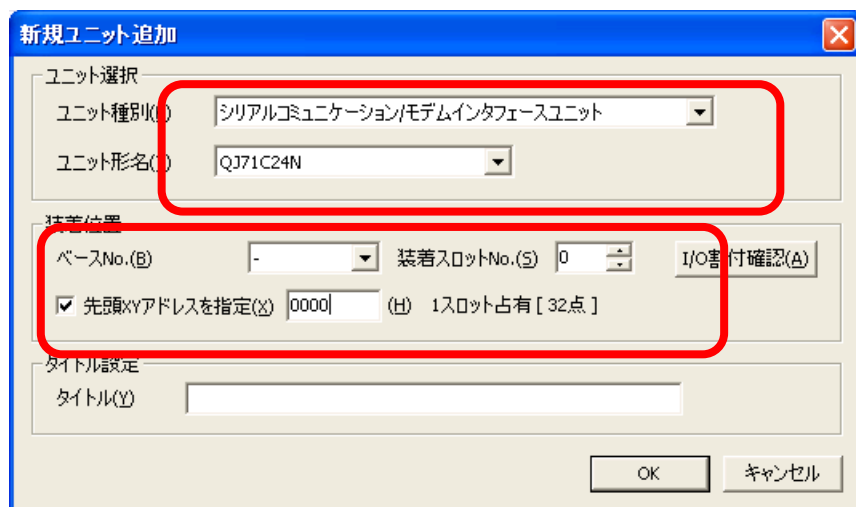 新規ユニット追加
ユニット選択
ユニット種別( ) シリアルコミュニケーション/モデムインタフェースユニット
ユニット形名( ) QJ71C24N
装着位置
ベースNo.(B) - 装着スロットNo.(S) 0 I/O割付確認(A)
先頭XYアドレスを指定(X) 0000 (H) 1スロット占有 [ 32点 ]
タイトル設定
タイトル(Y)
OK キャンセル